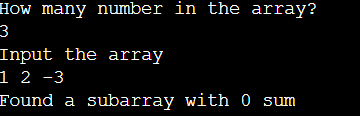 How many number in the array?
3
Input the array
1 2 -3
Found a subarray with 0 sum